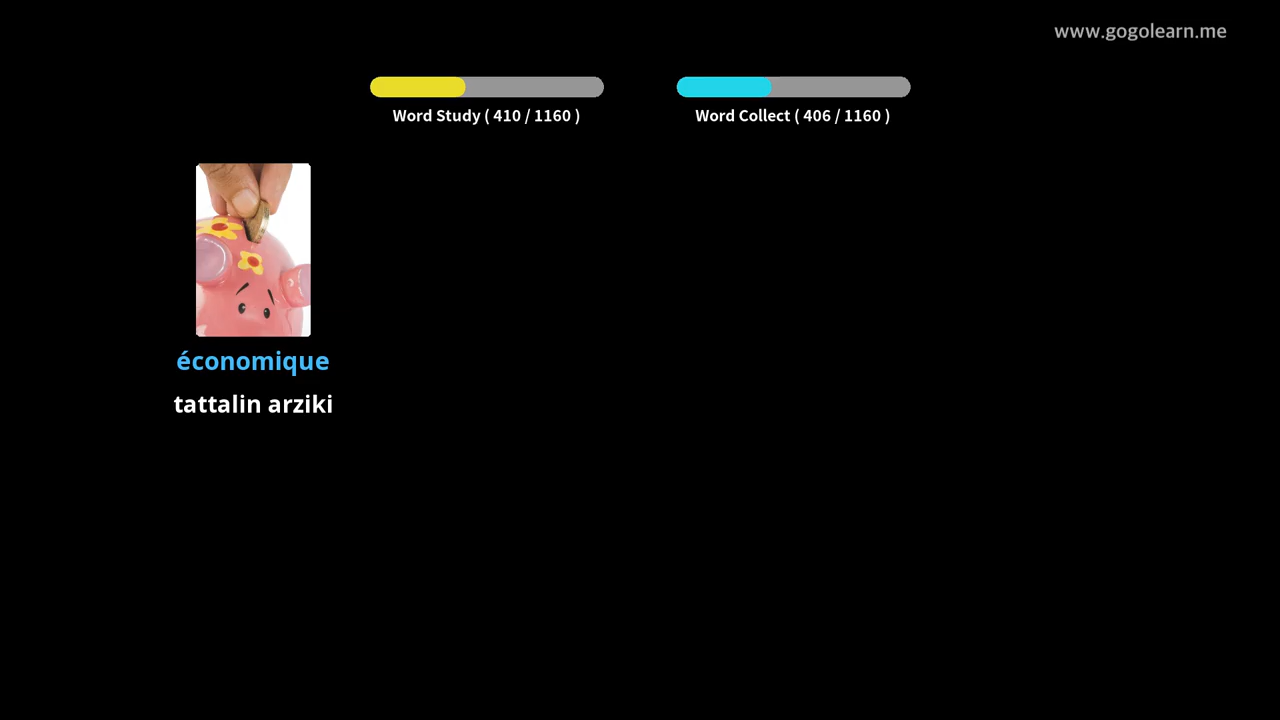 www.gogolearn.me
Word Study ( 410 / 1160 )
Word Collect ( 406 / 1160 )
économique
tattalin arziki